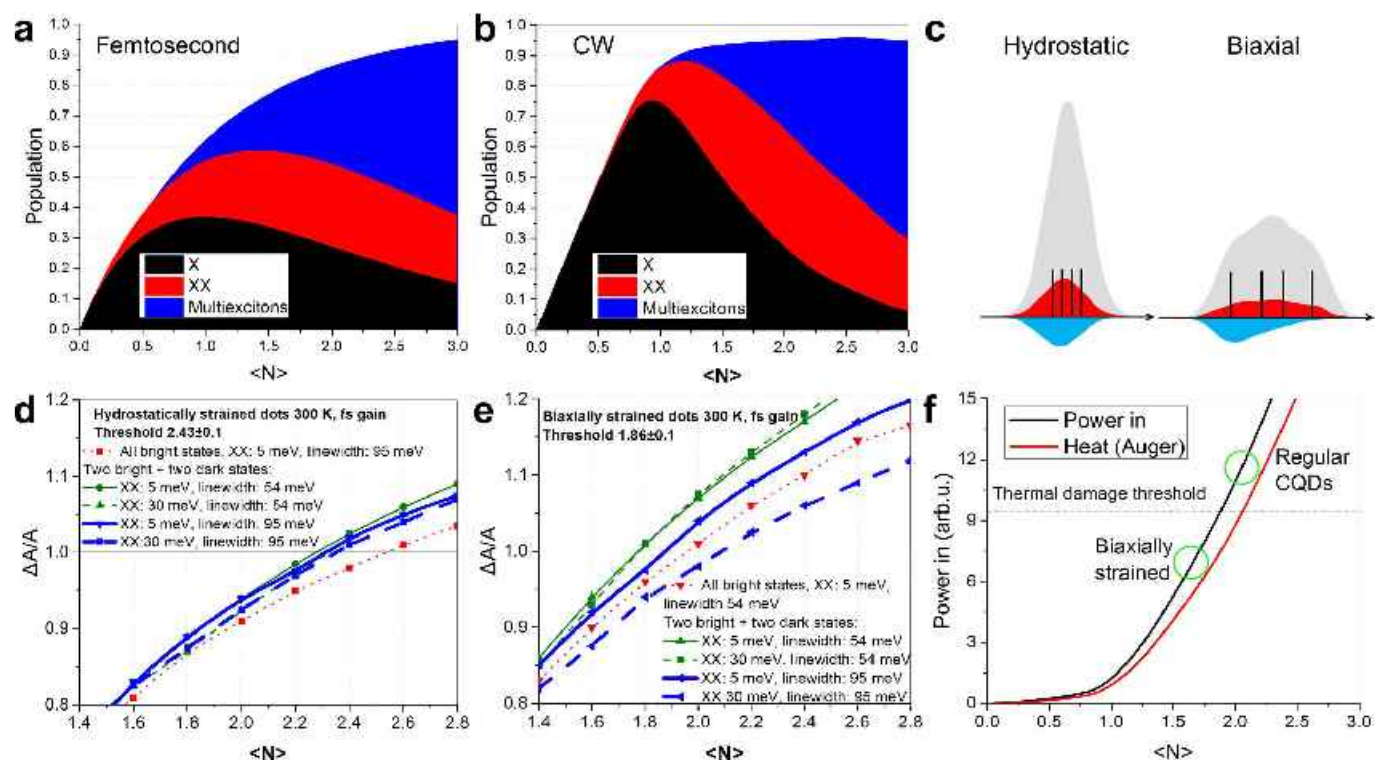 a
Femtosecond
Population
1.0
0.9
0.8
0.7
0.6
0.5
0.4
0.3
0.2
0.1
0.0
X
XX
Multiexcitons
0.0 0.5 1.0 1.5 2.0 2.5 3.0
<N>
b
CW
Population
1.0
0.9
0.8
0.7
0.6
0.5
0.4
0.3
0.2
0.1
0.0
X
XX
Multiexcitons
0.0 0.5 1.0 1.5 2.0 2.5 3.0
<N>
c
Hydrostatic
Biaxial
d
Hydrostatically strained dots 300 K, fs gain
Threshold 2.43±0.1
All bright states, XX: 5 meV, linewidth: 95 meV
Two bright + two dark states:
XX: 5 meV, linewidth: 54 meV
XX: 30 meV, linewidth: 54 meV
XX: 5 meV, linewidth: 95 meV
XX:30 meV, linewidth: 95 meV
ΔA/A
1.2
1.1
1.0
0.9
0.8
1.4 1.6 1.8 2.0 2.2 2.4 2.6 2.8
<N>
e
Biaxially strained dots 300 K, fs gain
Threshold 1.86±0.1
ΔA/A
1.2
1.1
1.0
0.9
0.8
All bright states, XX: 5 meV,
linewidth 54 meV
Two bright + two dark states:
XX: 5 meV, linewidth: 54 meV
XX: 30 meV, linewidth: 54 meV
XX: 5 meV, linewidth: 95 meV
XX 30 meV, linewidth: 95 meV
1.4 1.6 1.8 2.0 2.2 2.4 2.6 2.8
<N>
f
Power in
Heat (Auger)
Regular
CQDs
Thermal damage threshold
Biaxially
strained
Power in (arb.u.)
15
12
9
6
3
0
0.0 0.5 1.0 1.5 2.0 2.5 3.0
<N>